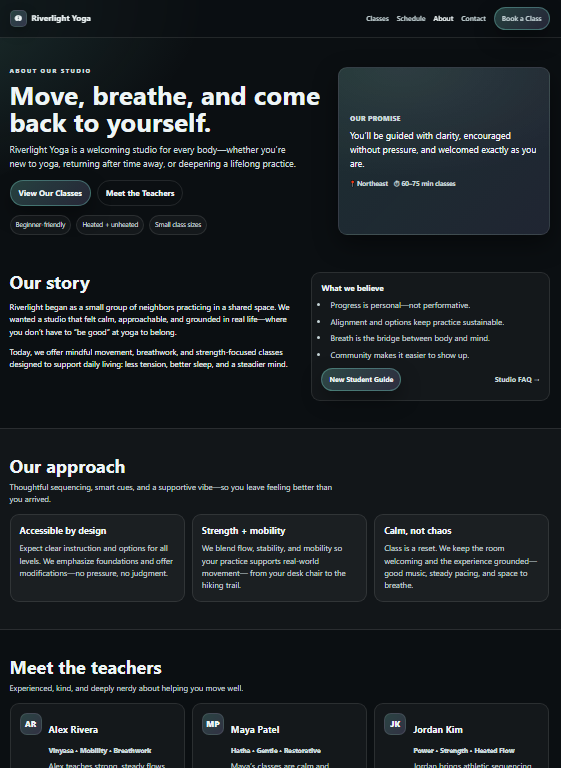 Riverlight Yoga
Classes Schedule About Contact Book a Class
ABOUT OUR STUDIO
Move, breathe, and come
back to yourself.
Riverlight Yoga is a welcoming studio for every body—whether you're
new to yoga, returning after time away, or deepening a lifelong practice.
View Our Classes Meet the Teachers
Beginner-friendly Heated + unheated Small class sizes
OUR PROMISE
You'll be guided with clarity, encouraged
without pressure, and welcomed exactly as you
are.
Northeast 60–75 min classes
Our story
Riverlight began as a small group of neighbors practicing in a shared space. We
wanted a studio that felt calm, approachable, and grounded in real life—where
you don't have to "be good" at yoga to belong.
Today, we offer mindful movement, breathwork, and strength-focused classes
designed to support daily living: less tension, better sleep, and a steadier mind.
What we believe
Progress is personal—not performative.
Alignment and options keep practice sustainable.
Breath is the bridge between body and mind.
Community makes it easier to show up.
New Student Guide Studio FAQ →
Our approach
Thoughtful sequencing, smart cues, and a supportive vibe—so you leave feeling better than
you arrived.
Accessible by design
Expect clear instruction and options for all
levels. We emphasize foundations and offer
modifications—no pressure, no judgment.
Strength + mobility
We blend flow, stability, and mobility so
your practice supports real-world
movement— from your desk chair to the
hiking trail.
Calm, not chaos
Class is a reset. We keep the room
welcoming and the experience grounded—
good music, steady pacing, and space to
breathe.
Meet the teachers
Experienced, kind, and deeply nerdy about helping you move well.
AR Alex Rivera
Vinyasa • Mobility • Breathwork
Alex teaches strong, steady flows
MP Maya Patel
Hatha • Gentle • Restorative
Maya's classes are calm and
JK Jordan Kim
Power • Strength • Heated Flow
Jordan brings athletic sequencing